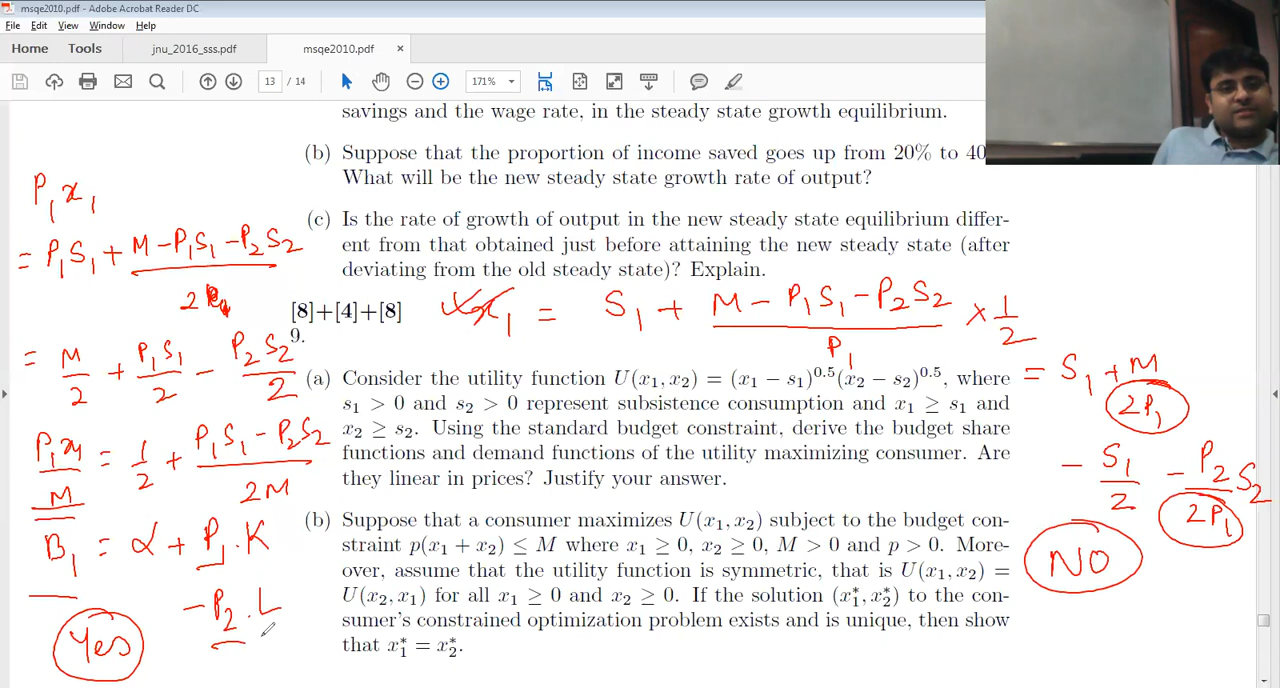 msqe2010.pdf - Adobe Acrobat Reader DC
File Edit View Window Help
Home Tools jnu_2016_sss.pdf msqe2010.pdf ×
13 / 14 171%
savings and the wage rate, in the steady state growth equilibrium.
(b) Suppose that the proportion of income saved goes up from 20% to 40
What will be the new steady state growth rate of output?
(c) Is the rate of growth of output in the new steady state equilibrium differ-
ent from that obtained just before attaining the new steady state (after
deviating from the old steady state)? Explain.
[8]+[4]+[8]
9.
(a) Consider the utility function U(x₁, x₂) = (x₁ − s₁)^0.5 (x₂ − s₂)^0.5, where
s₁ > 0 and s₂ > 0 represent subsistence consumption and x₁ ≥ s₁ and
x₂ ≥ s₂. Using the standard budget constraint, derive the budget share
functions and demand functions of the utility maximizing consumer. Are
they linear in prices? Justify your answer.
(b) Suppose that a consumer maximizes U(x₁, x₂) subject to the budget con-
straint p(x₁ + x₂) ≤ M where x₁ ≥ 0, x₂ ≥ 0, M > 0 and p > 0. More-
over, assume that the utility function is symmetric, that is U(x₁, x₂) =
U(x₂, x₁) for all x₁ ≥ 0 and x₂ ≥ 0. If the solution (x₁*, x₂*) to the con-
sumer's constrained optimization problem exists and is unique, then show
that x₁* = x₂*.
P₁x₁
= P₁S₁ + (M − P₁S₁ − P₂S₂) / 2
= M/2 + P₁S₁/2 − P₂S₂/2
P₁x₁/M = 1/2 + (P₁S₁ − P₂S₂) / 2M
B₁ = α + P₁.K
− P₂.L
Yes
x₁ = S₁ + (M − P₁S₁ − P₂S₂) / P₁ × 1/2
= S₁ + M / 2P₁
− S₁/2 − P₂/2P₁ S₂
NO